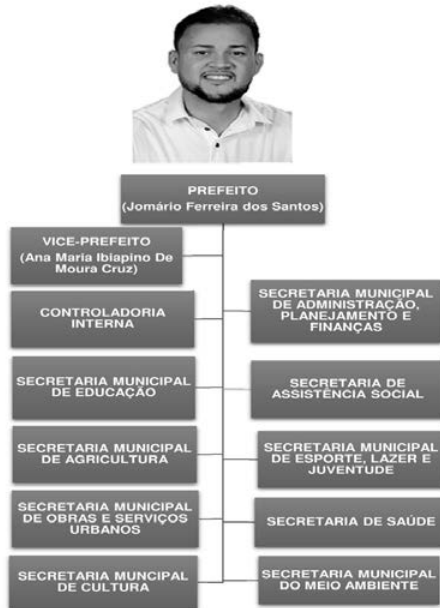 PREFEITO
(Jomário Ferreira dos Santos)
VICE-PREFEITO
(Ana Maria Ibiapino De
Moura Cruz)
CONTROLADORIA
INTERNA
SECRETARIA MUNICIPAL
DE ADMINISTRAÇÃO,
PLANEJAMENTO E
FINANÇAS
SECRETARIA MUNICIPAL
DE EDUCAÇÃO
SECRETARIA DE
ASSISTÊNCIA SOCIAL
SECRETARIA MUNICIPAL
DE AGRICULTURA
SECRETARIA MUNICIPAL
DE ESPORTE, LAZER E
JUVENTUDE
SECRETARIA MUNICIPAL
DE OBRAS E SERVIÇOS
URBANOS
SECRETARIA DE SAÚDE
SECRETARIA MUNCIPAL
DE CULTURA
SECRETARIA MUNICIPAL
DO MEIO AMBIENTE